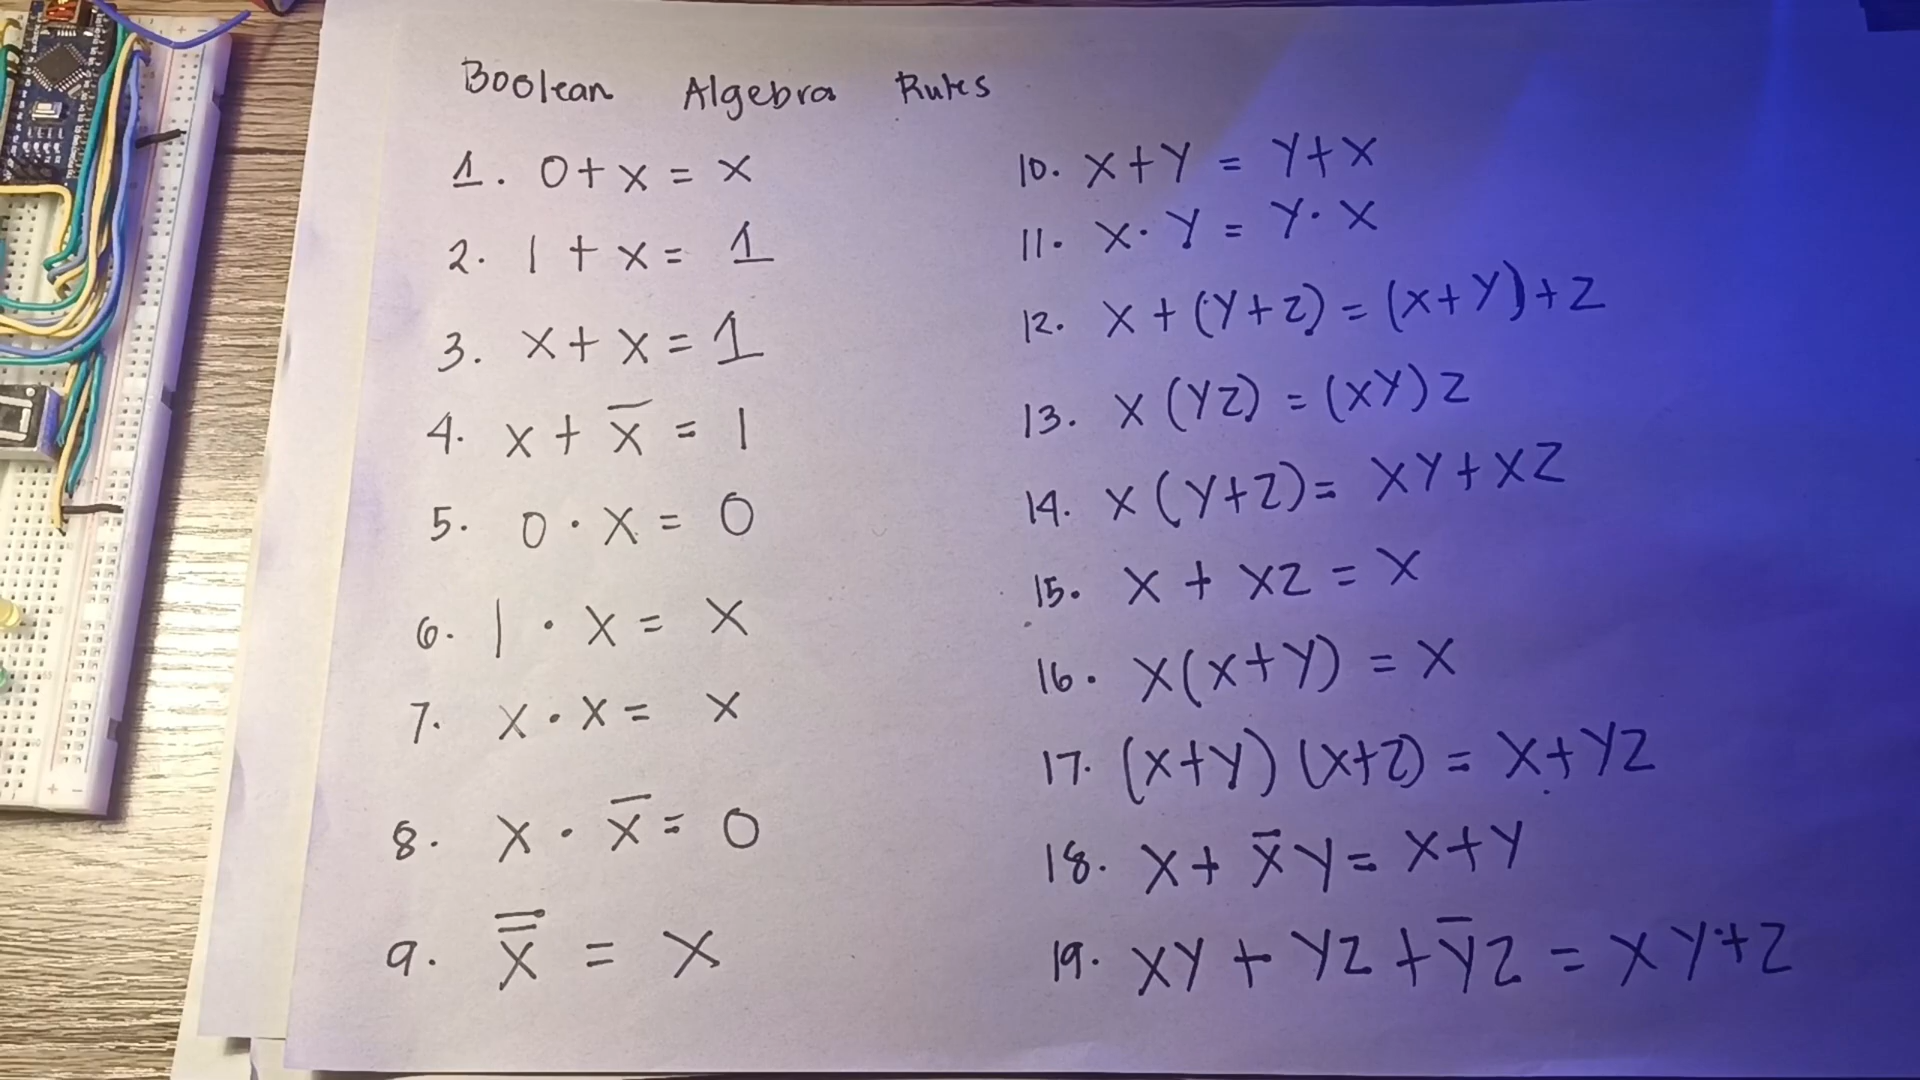 Boolean Algebra Rules
1. 0 + x = x
2. 1 + x = 1
3. x + x = 1
4. x + x̅ = 1
5. 0 · x = 0
6. 1 · x = x
7. x · x = x
8. x · x̅ = 0
9. x̿ = x
10. x + y = y + x
11. x · y = y · x
12. x + (y + z) = (x + y) + z
13. x (yz) = (xy) z
14. x (y + z) = xy + xz
15. x + xz = x
16. x(x + y) = x
17. (x + y) (x + z) = x + yz
18. x + x̅y = x + y
19. xy + yz + y̅z = xy + z